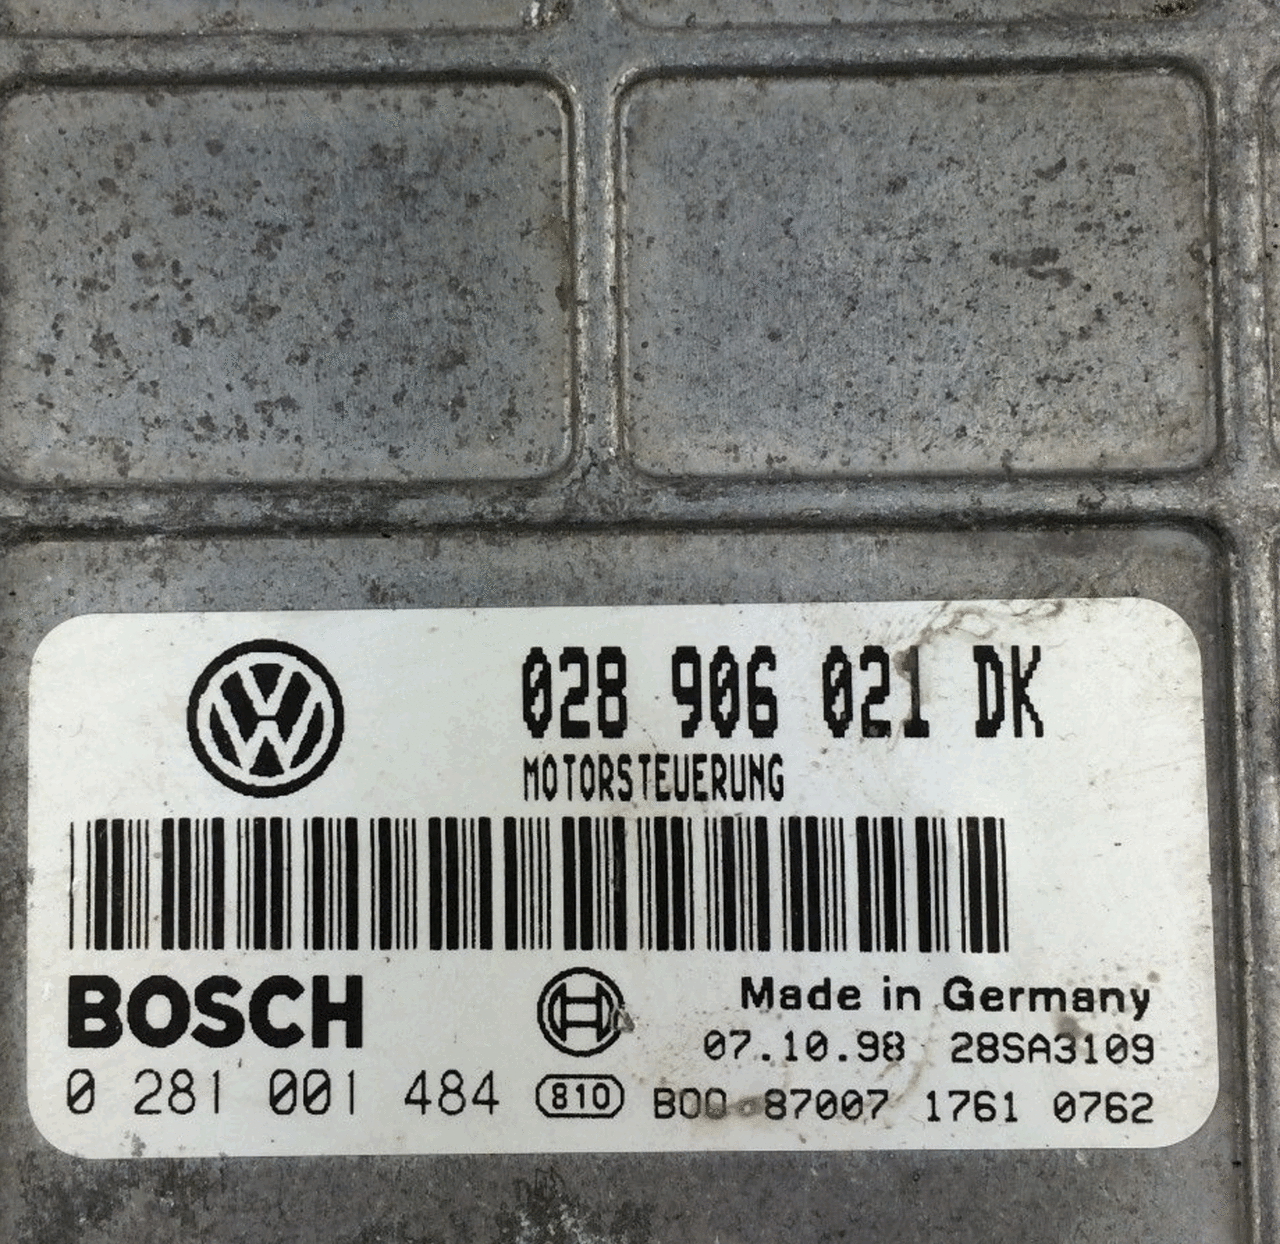 028 906 021 DK
MOTORSTEUERUNG
BOSCH
Made in Germany
07.10.98 28SA3109
0 281 001 484 810 87007 1761 0762